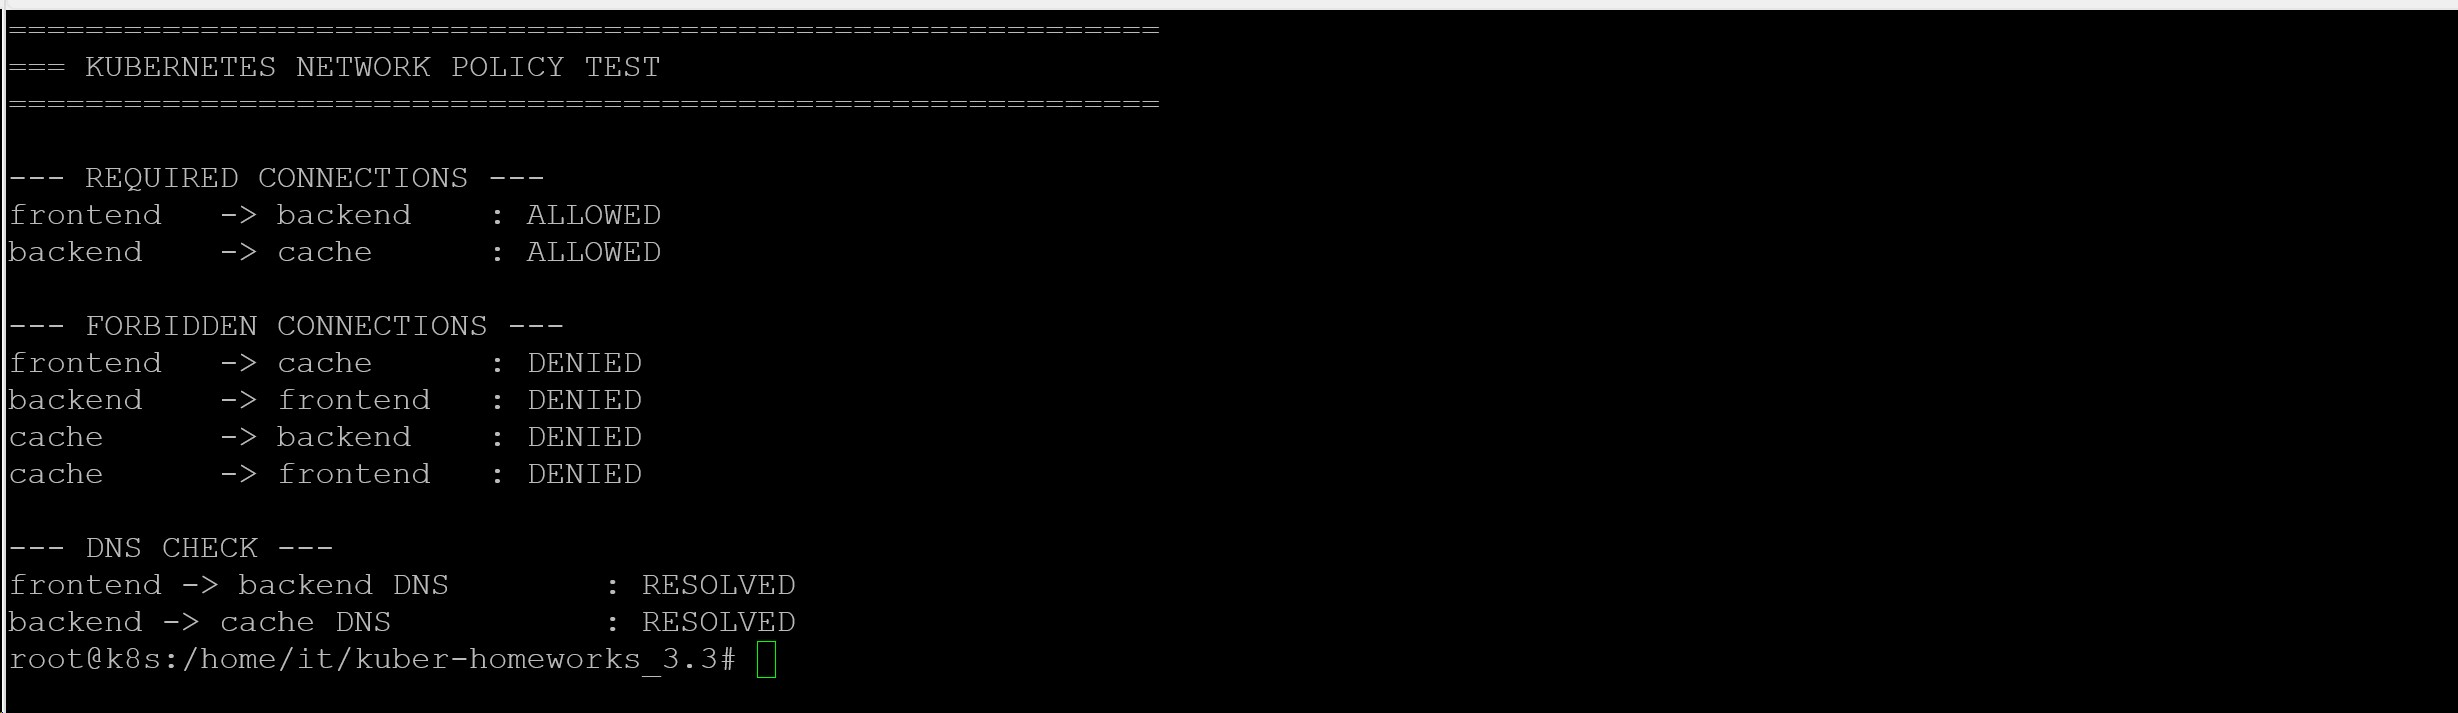 ============================================================
=== KUBERNETES NETWORK POLICY TEST
============================================================
--- REQUIRED CONNECTIONS ---
frontend   -> backend    : ALLOWED
backend    -> cache      : ALLOWED
--- FORBIDDEN CONNECTIONS ---
frontend   -> cache      : DENIED
backend    -> frontend   : DENIED
cache      -> backend    : DENIED
cache      -> frontend   : DENIED
--- DNS CHECK ---
frontend -> backend DNS        : RESOLVED
backend -> cache DNS           : RESOLVED
root@k8s:/home/it/kuber-homeworks_3.3#